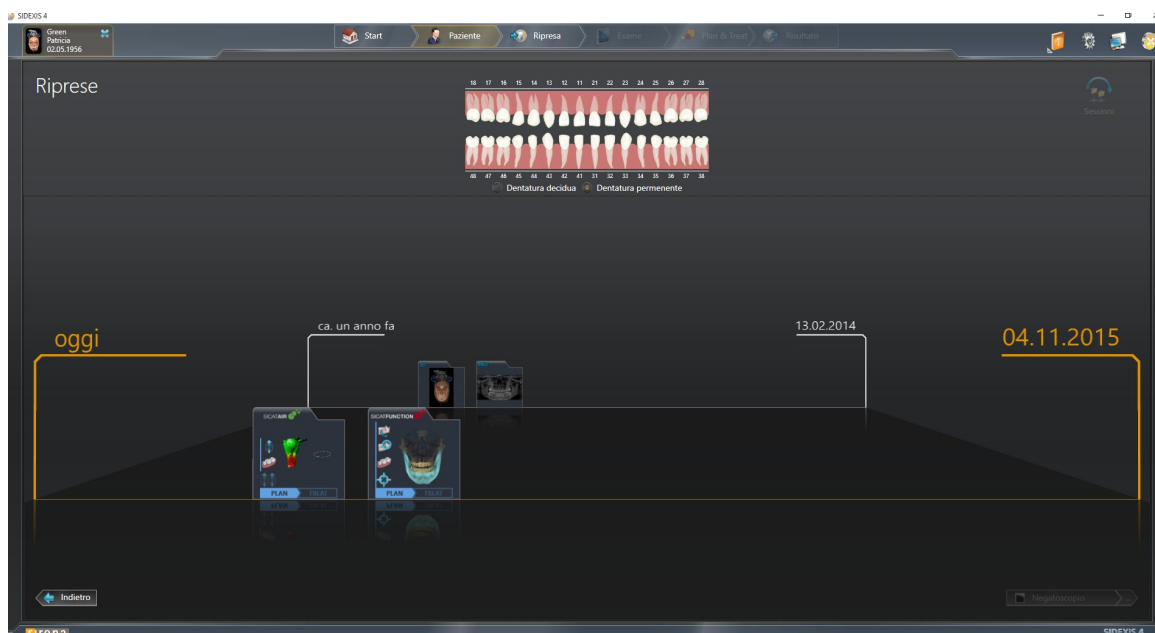 SIDEXIS 4
Green
Patricia
02.05.1956
Start
Paziente
Ripresa
Esame
Plan & Treat
Risultato
Riprese
Sessioni
18 17 16 15 14 13 12 11 21 22 23 24 25 26 27 28
48 47 46 45 44 43 42 41 31 32 33 34 35 36 37 38
Dentatura decidua
Dentatura permenente
oggi
ca. un anno fa
13.02.2014
04.11.2015
SICATAIR
SICATFUNCTION
PLAN
TREAT
PLAN
TREAT
Indietro
Negatoscopio
SIDEXIS 4